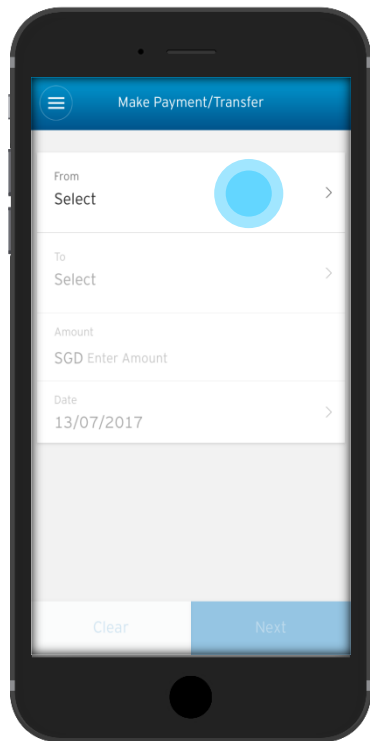 Make Payment/Transfer
From
Select
To
Select
Amount
SGD Enter Amount
Date
13/07/2017
Clear Next